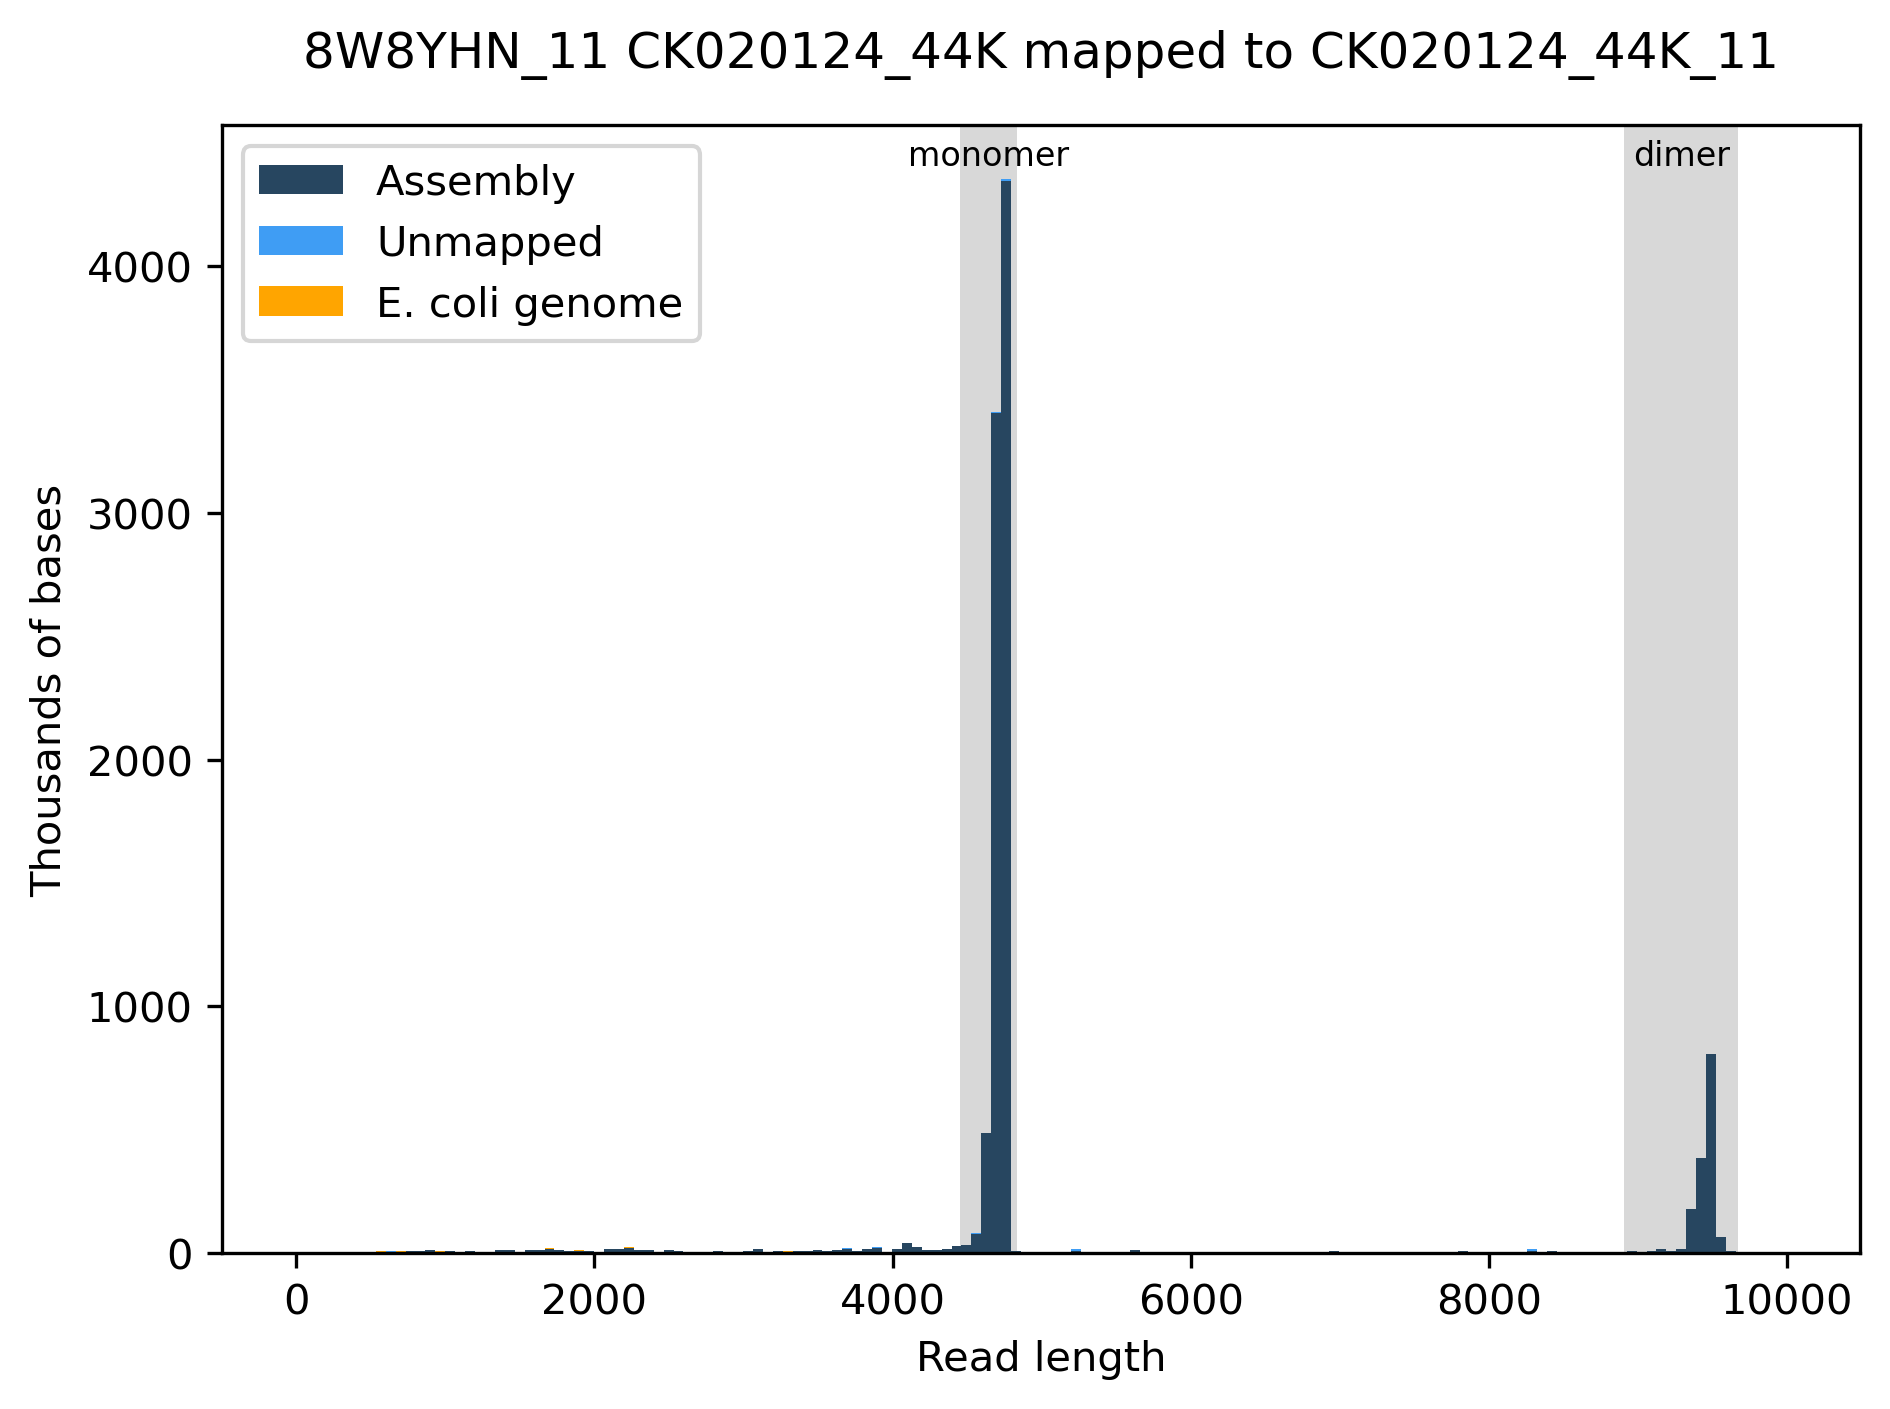 8W8YHN_11 CK020124_44K mapped to CK020124_44K_11
monomer
dimer
Assembly
Unmapped
E. coli genome
4000
3000
2000
1000
0
Thousands of bases
0 2000 4000 6000 8000 10000
Read length